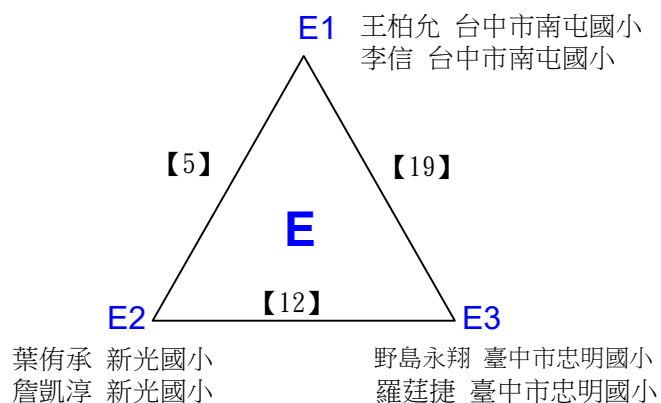 E1
王柏允 台中市南屯國小
李信 台中市南屯國小
【5】
【19】
E
【12】
E2
E3
葉侑承 新光國小
詹凱淳 新光國小
野島永翔 臺中市忠明國小
羅莛捷 臺中市忠明國小